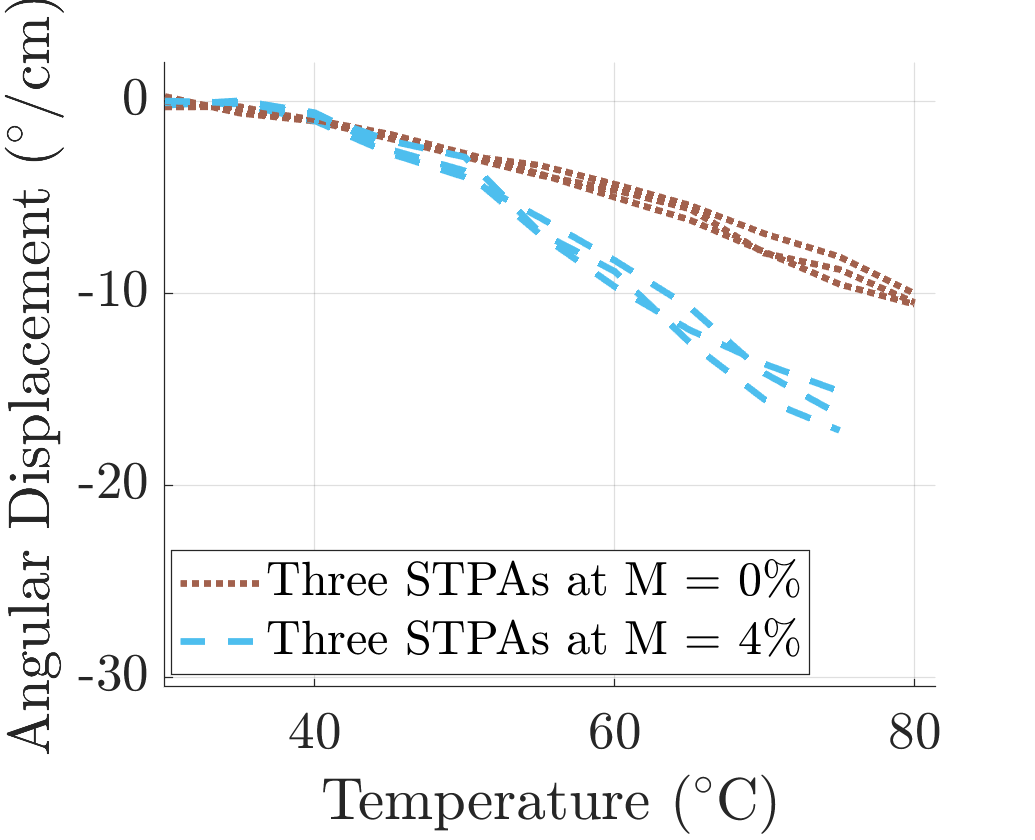 Angular Displacement (°/cm)
0
-10
-20
-30
Three STPAs at M = 0%
Three STPAs at M = 4%
40 60 80
Temperature (°C)